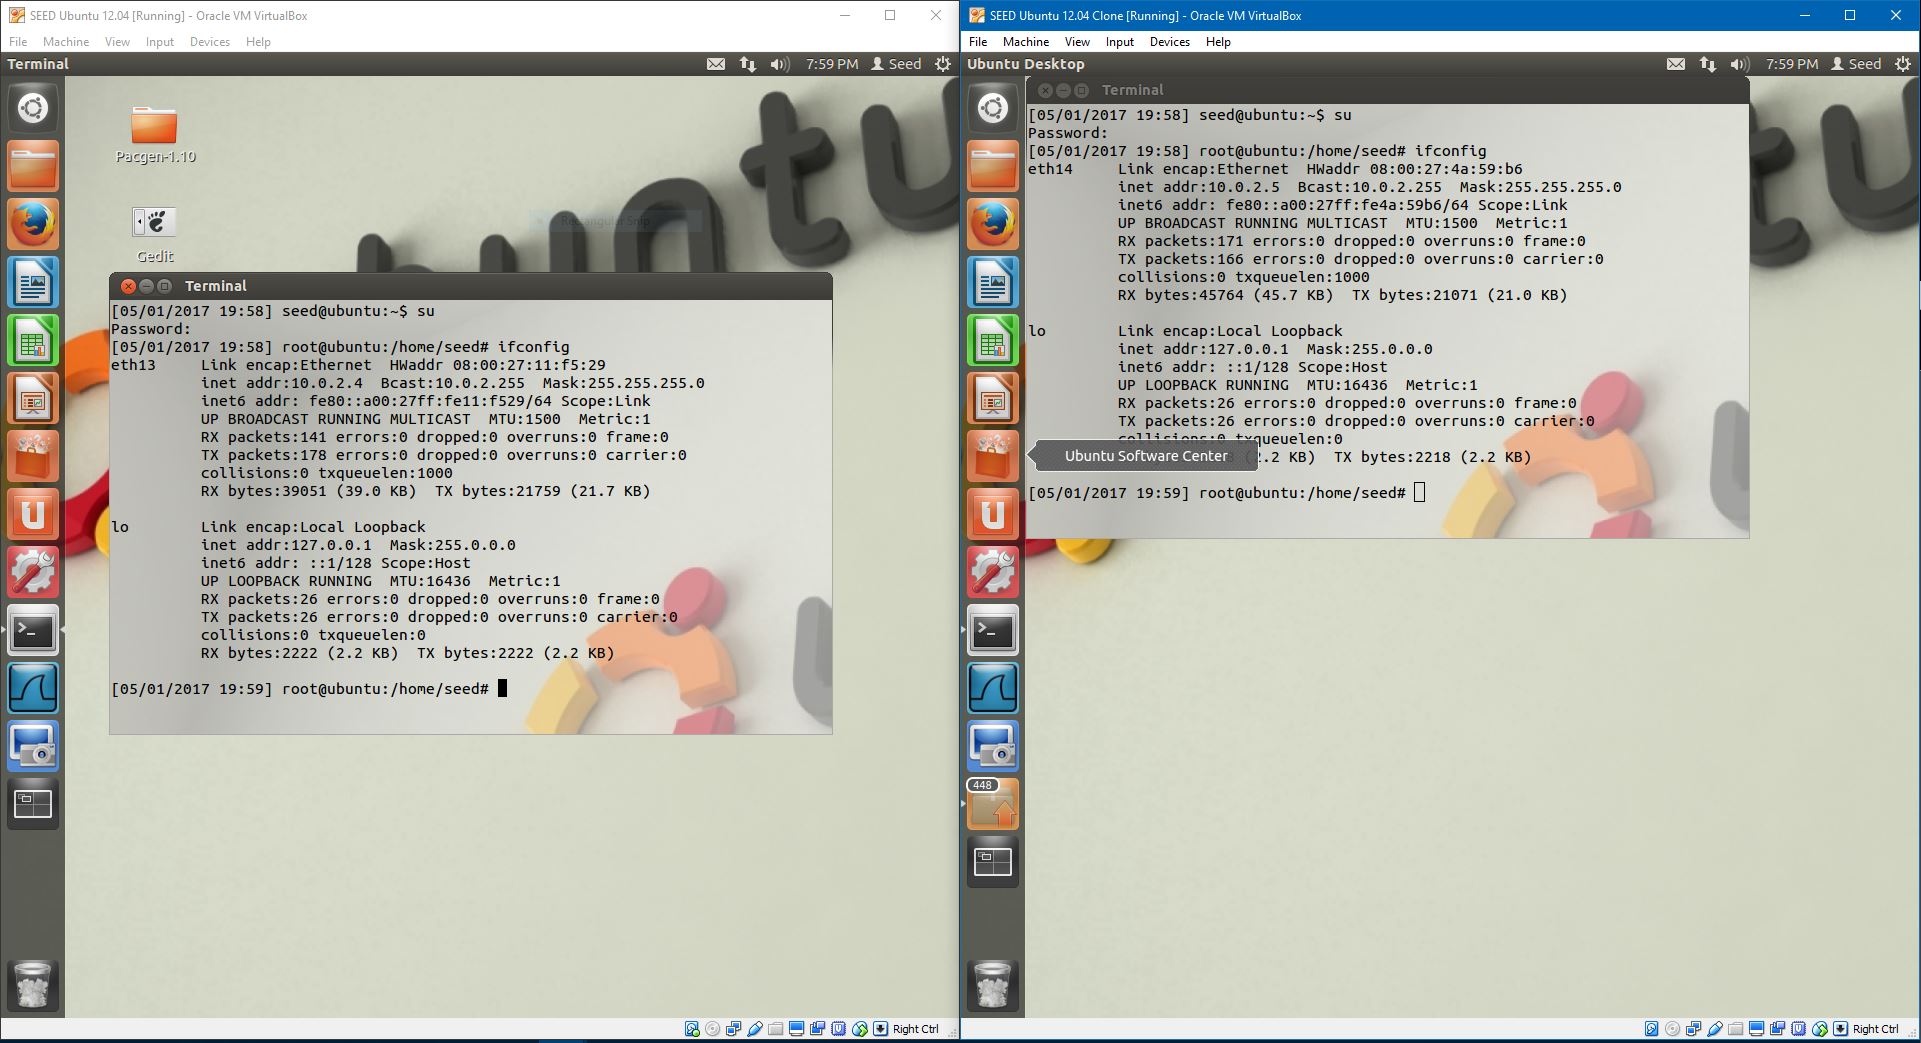 SEED Ubuntu 12.04 [Running] - Oracle VM VirtualBox
File Machine View Input Devices Help
Terminal
7:59 PM Seed
Pacgen-1.10
Gedit
Rectangular Snip
Terminal
[05/01/2017 19:58] seed@ubuntu:~$ su
Password:
[05/01/2017 19:58] root@ubuntu:/home/seed# ifconfig
eth13 Link encap:Ethernet HWaddr 08:00:27:11:f5:29
inet addr:10.0.2.4 Bcast:10.0.2.255 Mask:255.255.255.0
inet6 addr: fe80::a00:27ff:fe11:f529/64 Scope:Link
UP BROADCAST RUNNING MULTICAST MTU:1500 Metric:1
RX packets:141 errors:0 dropped:0 overruns:0 frame:0
TX packets:178 errors:0 dropped:0 overruns:0 carrier:0
collisions:0 txqueuelen:1000
RX bytes:39051 (39.0 KB) TX bytes:21759 (21.7 KB)
lo Link encap:Local Loopback
inet addr:127.0.0.1 Mask:255.0.0.0
inet6 addr: ::1/128 Scope:Host
UP LOOPBACK RUNNING MTU:16436 Metric:1
RX packets:26 errors:0 dropped:0 overruns:0 frame:0
TX packets:26 errors:0 dropped:0 overruns:0 carrier:0
collisions:0 txqueuelen:0
RX bytes:2222 (2.2 KB) TX bytes:2222 (2.2 KB)
[05/01/2017 19:59] root@ubuntu:/home/seed#
Right Ctrl
SEED Ubuntu 12.04 Clone [Running] - Oracle VM VirtualBox
File Machine View Input Devices Help
Ubuntu Desktop
7:59 PM Seed
Terminal
[05/01/2017 19:58] seed@ubuntu:~$ su
Password:
[05/01/2017 19:58] root@ubuntu:/home/seed# ifconfig
eth14 Link encap:Ethernet HWaddr 08:00:27:4a:59:b6
inet addr:10.0.2.5 Bcast:10.0.2.255 Mask:255.255.255.0
inet6 addr: fe80::a00:27ff:fe4a:59b6/64 Scope:Link
UP BROADCAST RUNNING MULTICAST MTU:1500 Metric:1
RX packets:171 errors:0 dropped:0 overruns:0 frame:0
TX packets:166 errors:0 dropped:0 overruns:0 carrier:0
collisions:0 txqueuelen:1000
RX bytes:45764 (45.7 KB) TX bytes:21071 (21.0 KB)
lo Link encap:Local Loopback
inet addr:127.0.0.1 Mask:255.0.0.0
inet6 addr: ::1/128 Scope:Host
UP LOOPBACK RUNNING MTU:16436 Metric:1
RX packets:26 errors:0 dropped:0 overruns:0 frame:0
TX packets:26 errors:0 dropped:0 overruns:0 carrier:0
collisions:0 txqueuelen:0
Ubuntu Software Center
2.2 KB) TX bytes:2218 (2.2 KB)
[05/01/2017 19:59] root@ubuntu:/home/seed#
448
Right Ctrl